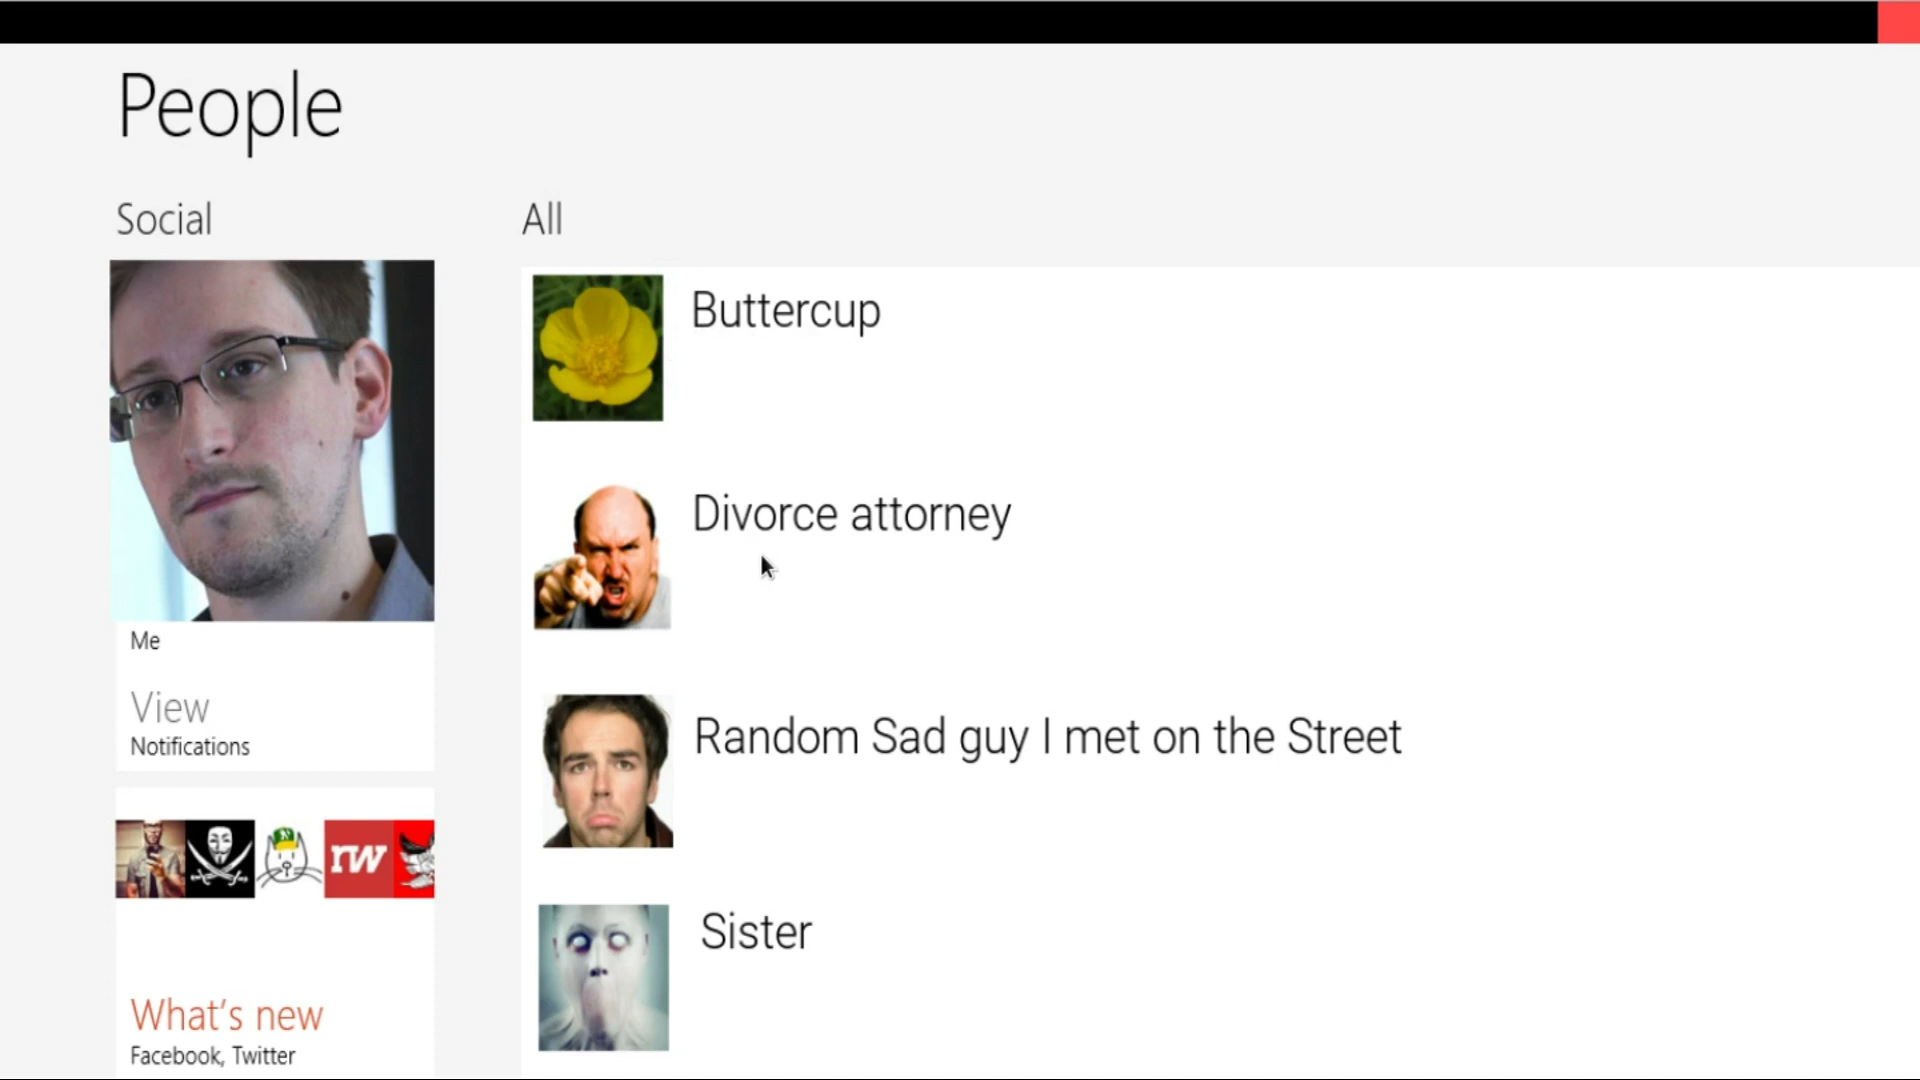 People
Social
All
Buttercup
Divorce attorney
Random Sad guy I met on the Street
Sister
Me
View
Notifications
rw
What's new
Facebook, Twitter